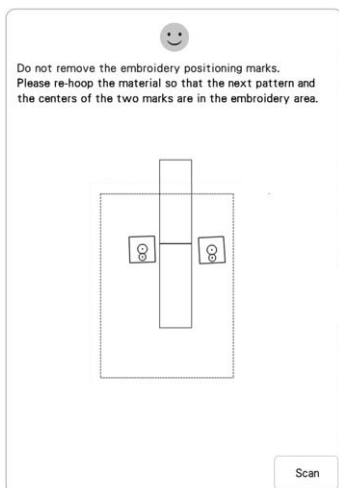 Do not remove the embroidery positioning marks.
Please re-hoop the material so that the next pattern and
the centers of the two marks are in the embroidery area.
Scan